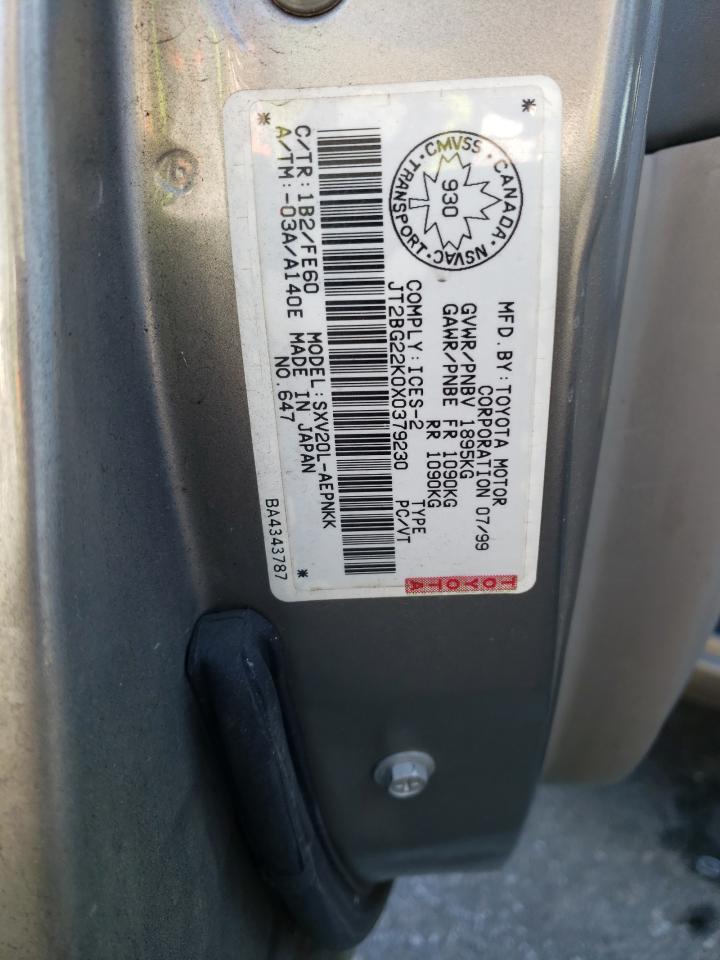 MFD. BY: TOYOTA MOTOR
CORPORATION 07/99
GVWR/PNBV 1895KG
GAWR/PNBE FR 1090KG
RR 1090KG
CANADA · NSVAC · TRANSPORT · CMVSS ·
930
COMPLY: ICES-2 TYPE
JT2BG22K0X0379230 PC/VT
TOYOTA
C/TR: 1B2/FE60 MODEL: SXV20L-AEPNKK
A/TM: -03A/A140E MADE IN JAPAN
NO. 647
BA4343787